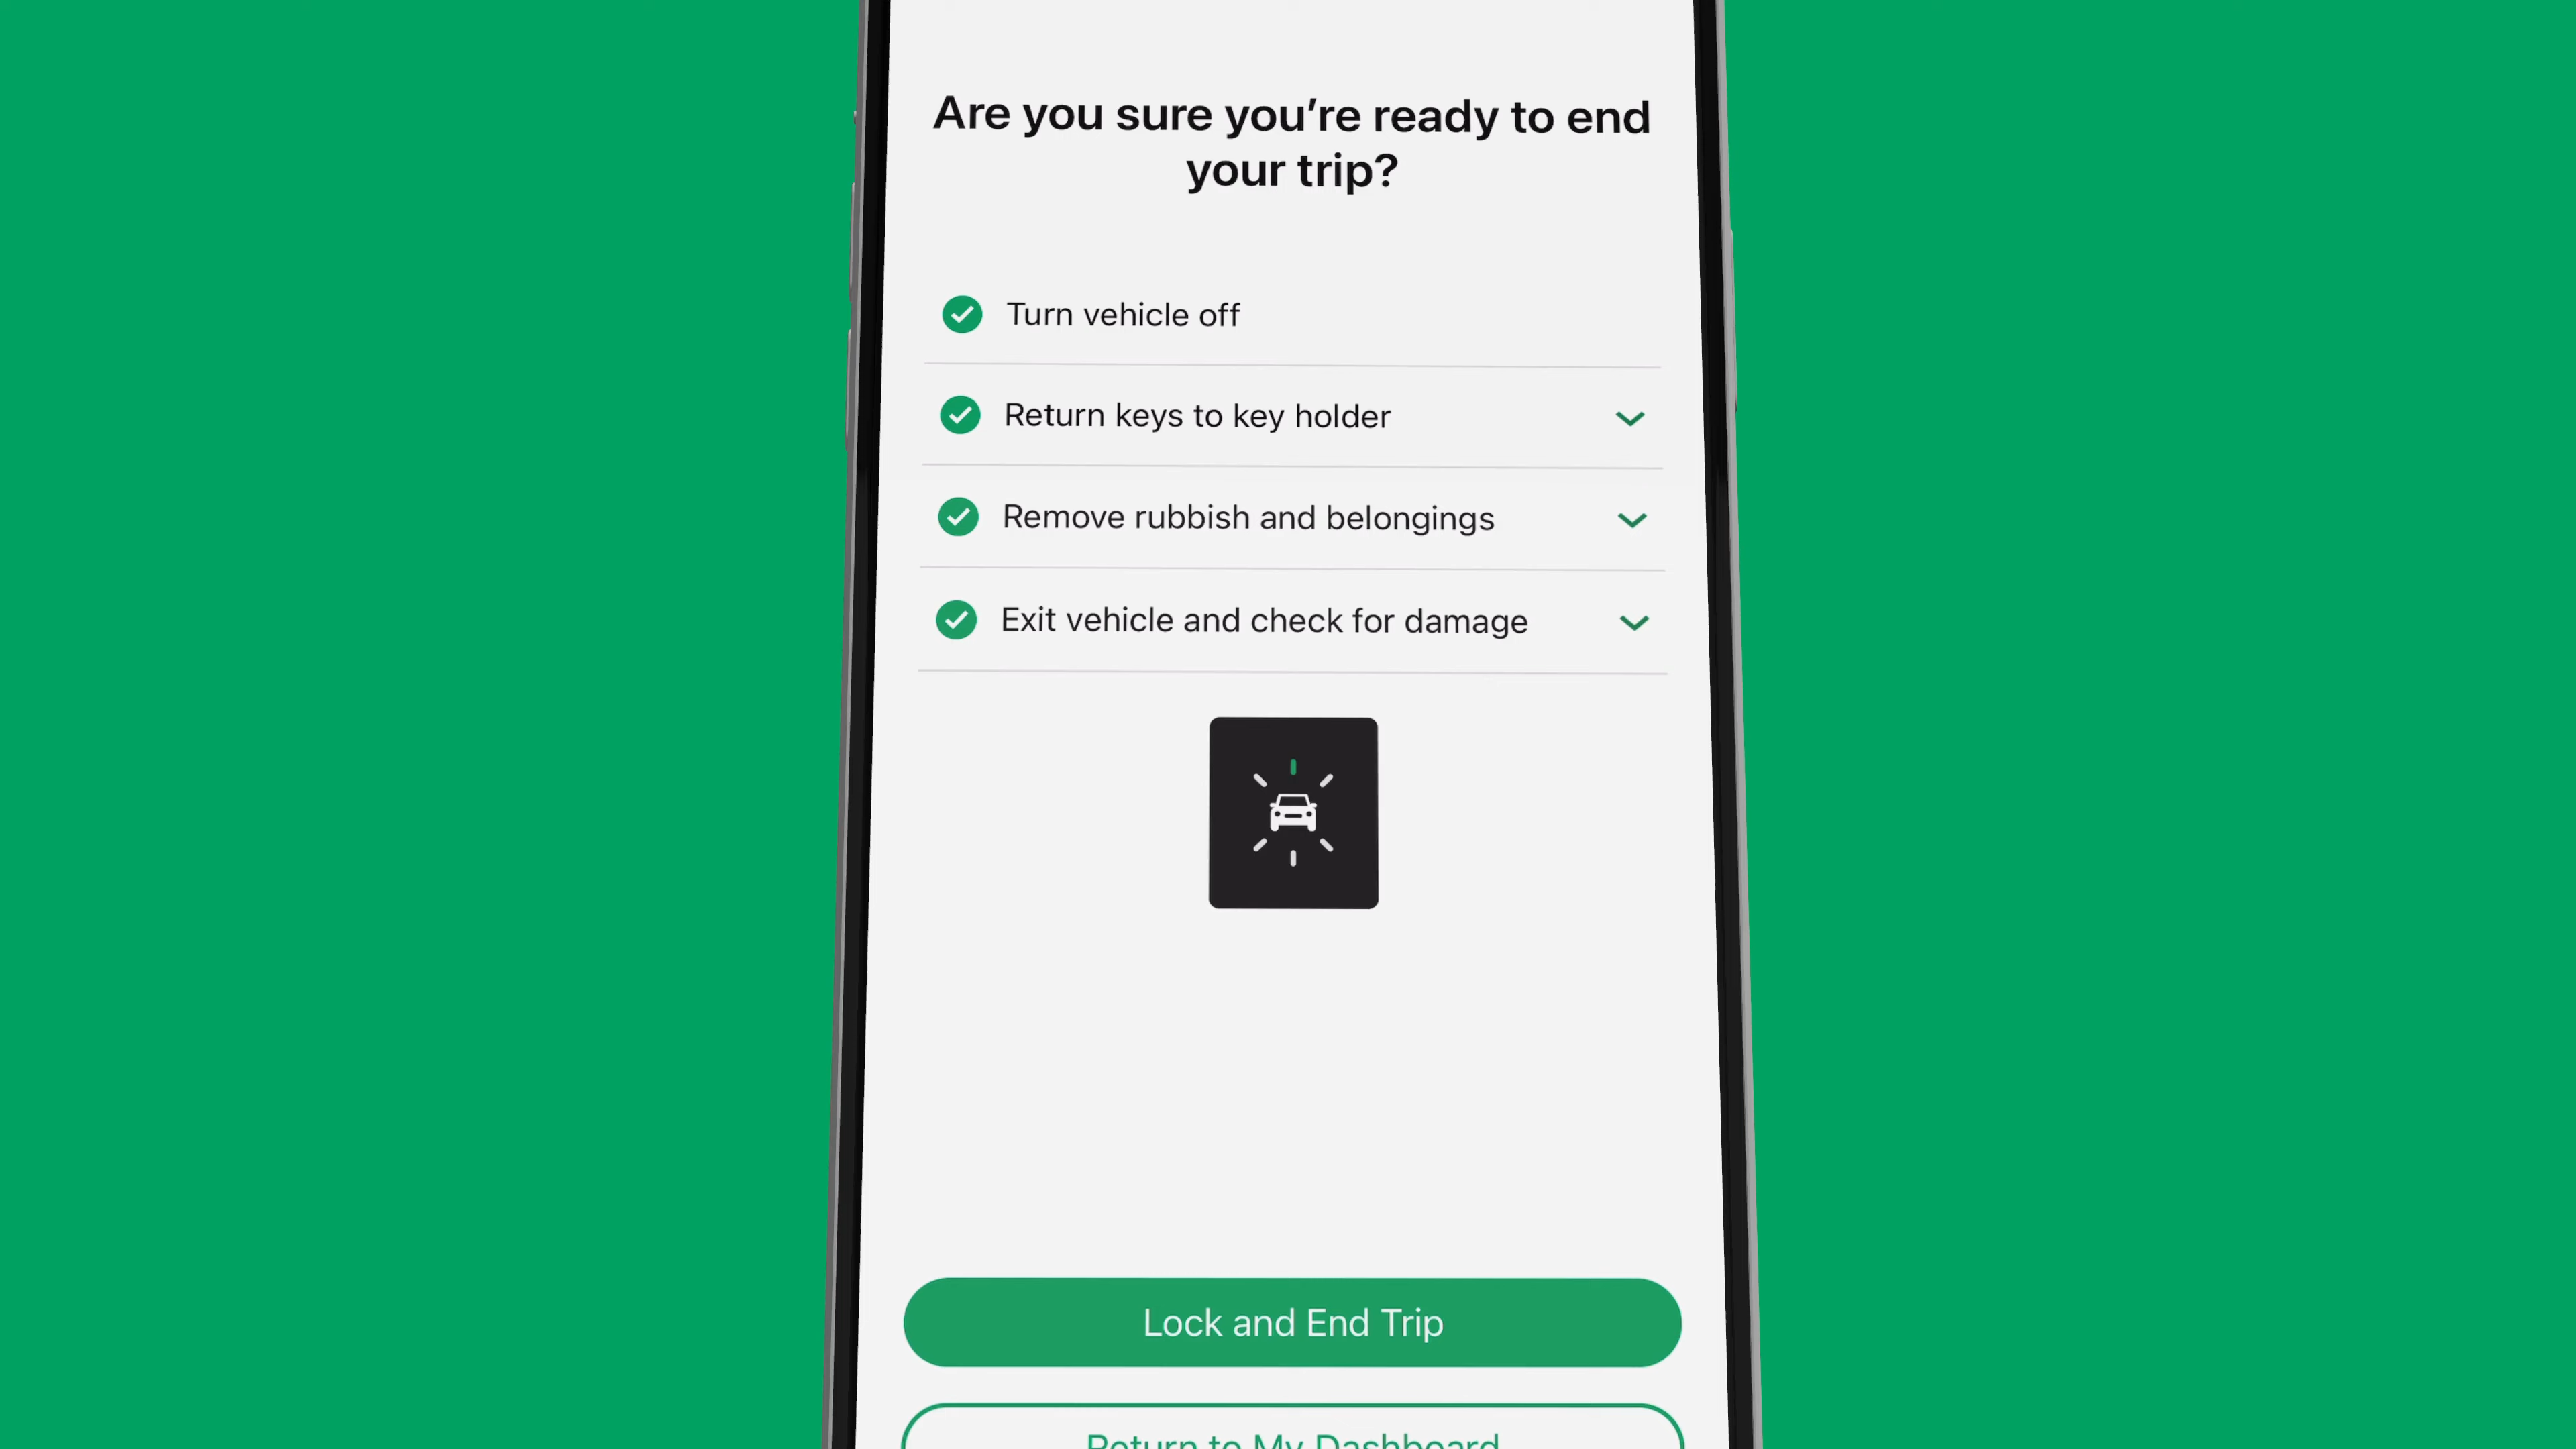 Are you sure you’re ready to end
your trip?
Turn vehicle off
Return keys to key holder
Remove rubbish and belongings
Exit vehicle and check for damage
Lock and End Trip
Return to My Dashboard